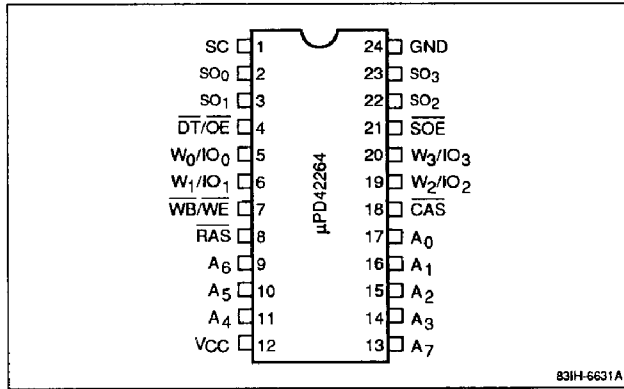 SC 1 24 GND
SO0 2 23 SO3
SO1 3 22 SO2
DT/OE 4 21 SOE
W0/IO0 5 20 W3/IO3
W1/IO1 6 19 W2/IO2
WB/WE 7 18 CAS
RAS 8 17 A0
A6 9 16 A1
A5 10 15 A2
A4 11 14 A3
VCC 12 13 A7
µPD42264
83IH-6631A